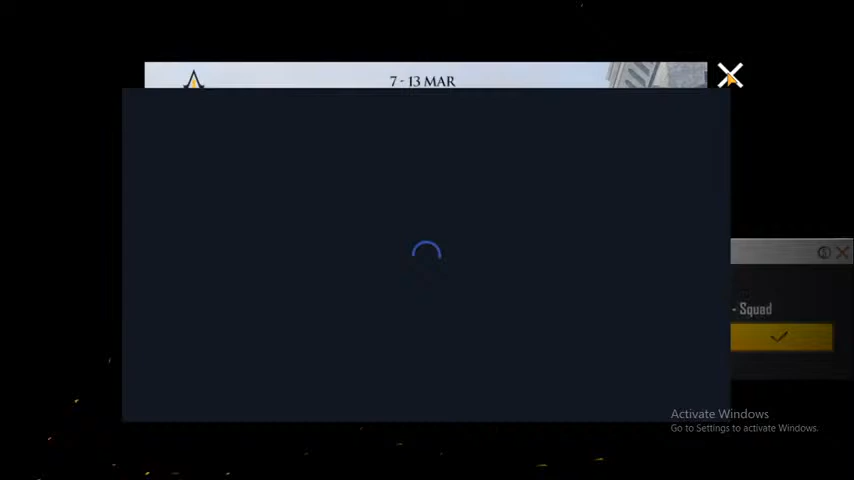 7 - 13 MAR
- Squad
Activate Windows
Go to Settings to activate Windows.